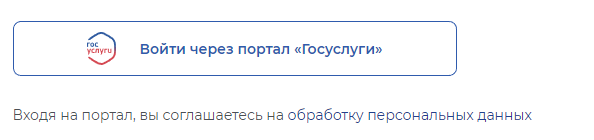 гос
услуги
Войти через портал «Госуслуги»
Входя на портал, вы соглашаетесь на обработку персональных данных